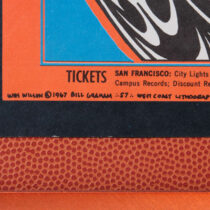 TICKETS SAN FRANCISCO: City Lights
Campus Records; Discount Re
WES WILSON © 1967 BILL GRAHAM :57: WEST COAST LITHOGRAPH